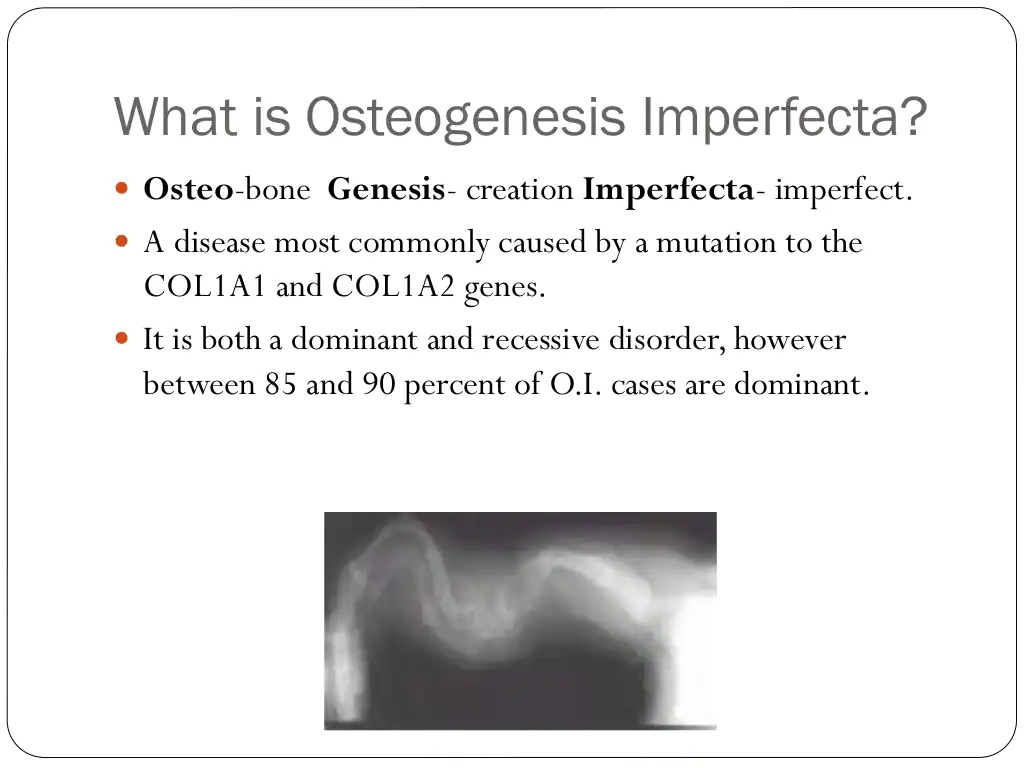 What is Osteogenesis Imperfecta?
Osteo-bone Genesis- creation Imperfecta- imperfect.
A disease most commonly caused by a mutation to the
COL1A1 and COL1A2 genes.
It is both a dominant and recessive disorder, however
between 85 and 90 percent of O.I. cases are dominant.